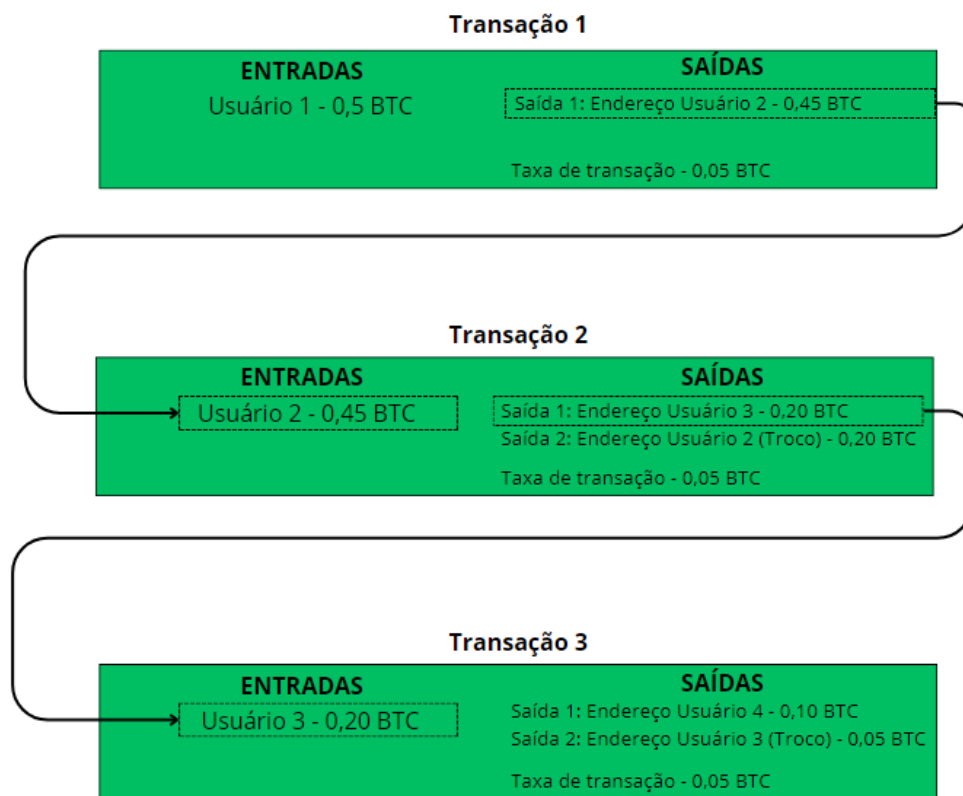 Transação 1
ENTRADAS
Usuário 1 - 0,5 BTC
SAÍDAS
Saída 1: Endereço Usuário 2 - 0,45 BTC
Taxa de transação - 0,05 BTC
Transação 2
ENTRADAS
Usuário 2 - 0,45 BTC
SAÍDAS
Saída 1: Endereço Usuário 3 - 0,20 BTC
Saída 2: Endereço Usuário 2 (Troco) - 0,20 BTC
Taxa de transação - 0,05 BTC
Transação 3
ENTRADAS
Usuário 3 - 0,20 BTC
SAÍDAS
Saída 1: Endereço Usuário 4 - 0,10 BTC
Saída 2: Endereço Usuário 3 (Troco) - 0,05 BTC
Taxa de transação - 0,05 BTC